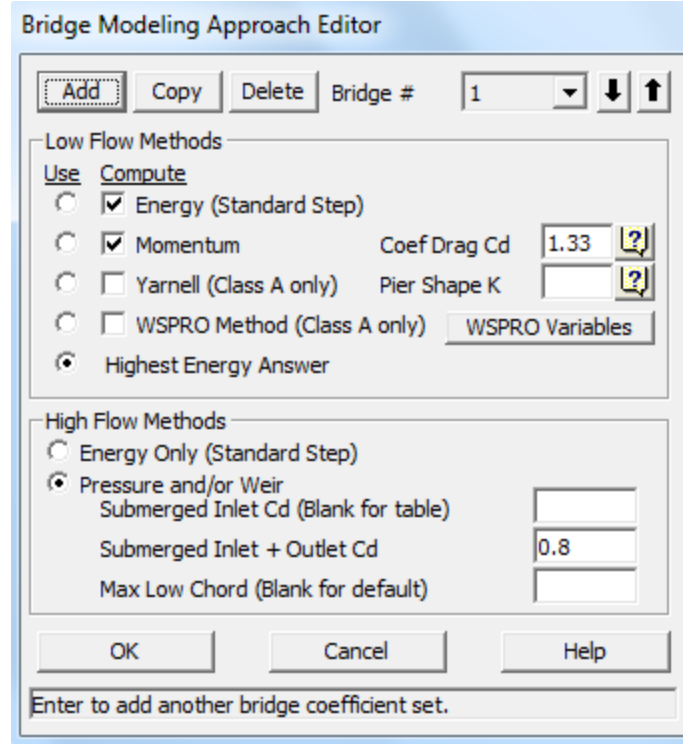 Bridge Modeling Approach Editor
Add Copy Delete Bridge # 1
Low Flow Methods
Use Compute
Energy (Standard Step)
Momentum Coef Drag Cd 1.33 ?
Yarnell (Class A only) Pier Shape K ?
WSPRO Method (Class A only) WSPRO Variables
Highest Energy Answer
High Flow Methods
Energy Only (Standard Step)
Pressure and/or Weir
Submerged Inlet Cd (Blank for table)
Submerged Inlet + Outlet Cd 0.8
Max Low Chord (Blank for default)
OK Cancel Help
Enter to add another bridge coefficient set.